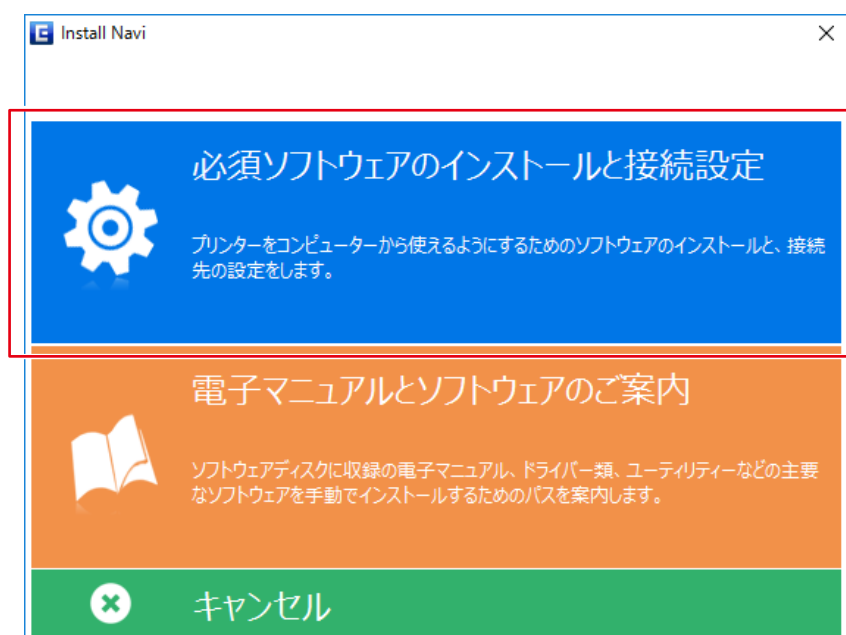 Install Navi
必須ソフトウェアのインストールと接続設定
プリンターをコンピューターから使えるようにするためのソフトウェアのインストールと、接続
先の設定をします。
電子マニュアルとソフトウェアのご案内
ソフトウェアディスクに収録の電子マニュアル、ドライバー類、ユーティリティーなどの主要
なソフトウェアを手動でインストールするためのパスを案内します。
キャンセル